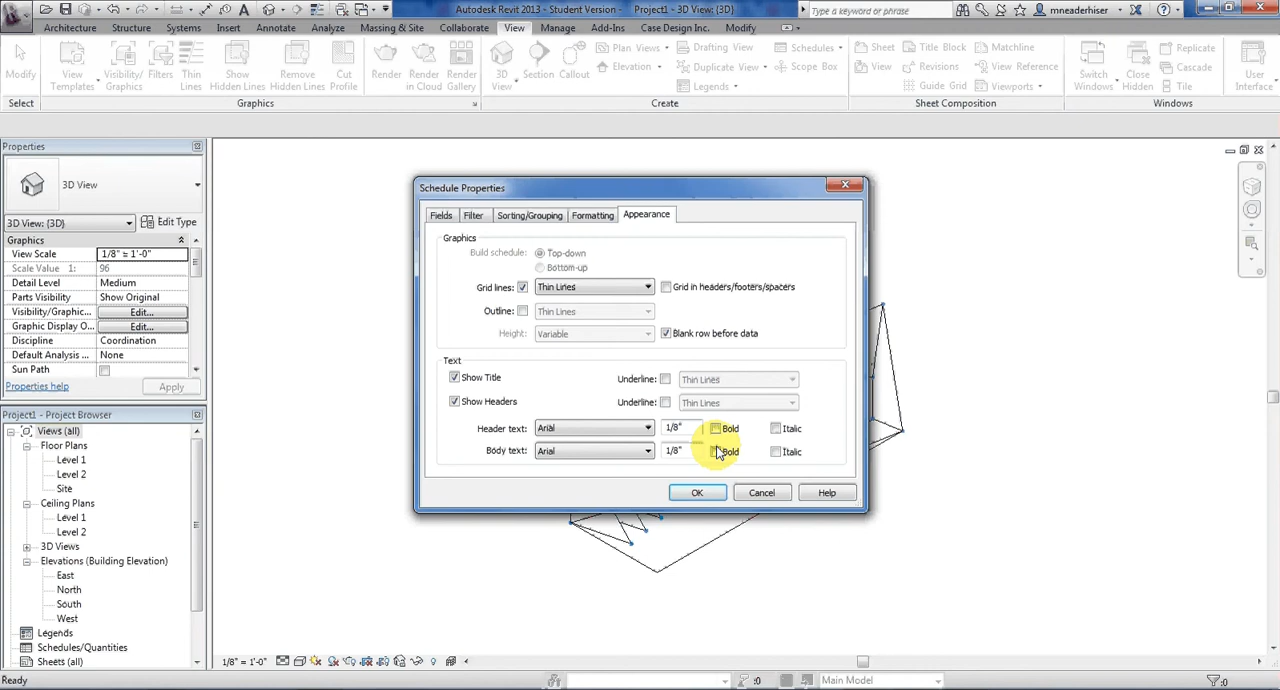 Autodesk Revit 2013 - Student Version - Project1 - 3D View: {3D}
Type a keyword or phrase
mneaderhiser
Architecture Structure Systems Insert Annotate Analyze Massing & Site Collaborate View Manage Add-Ins Case Design Inc. Modify
Modify
View Templates
Visibility/ Graphics
Filters
Thin Lines
Show Hidden Lines
Remove Hidden Lines
Cut Profile
Render
Render in Cloud
Render Gallery
3D View
Section
Callout
Plan Views
Elevation
Drafting View
Duplicate View
Legends
Schedules
Scope Box
Sheet
View
Title Block
Revisions
Guide Grid
Matchline
View Reference
Viewports
Switch Windows
Close Hidden
Replicate
Cascade
Tile
User Interface
Select Graphics Create Sheet Composition Windows
Properties
3D View
3D View: {3D} Edit Type
Graphics
View Scale 1/8" = 1'-0"
Scale Value 1: 96
Detail Level Medium
Parts Visibility Show Original
Visibility/Graphic... Edit...
Graphic Display O... Edit...
Discipline Coordination
Default Analysis ... None
Sun Path
Properties help Apply
Project1 - Project Browser
Views (all)
Floor Plans
Level 1
Level 2
Site
Ceiling Plans
Level 1
Level 2
3D Views
Elevations (Building Elevation)
East
North
South
West
Legends
Schedules/Quantities
Sheets (all)
Schedule Properties
Fields Filter Sorting/Grouping Formatting Appearance
Graphics
Build schedule: Top-down
Bottom-up
Grid lines: Thin Lines Grid in headers/footers/spacers
Outline: Thin Lines
Height: Variable Blank row before data
Text
Show Title Underline: Thin Lines
Show Headers Underline: Thin Lines
Header text: Arial 1/8" Bold Italic
Body text: Arial 1/8" Bold Italic
OK Cancel Help
1/8" = 1'-0"
Ready :0 Main Model :0